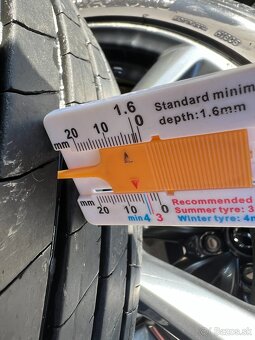 1.6
Standard minim
mm 20 10 0
depth:1.6mm
A
mm 20 10 0
min4 3
Recommended
Summer tyre: 3
Winter tyre: 4m
bazos.sk